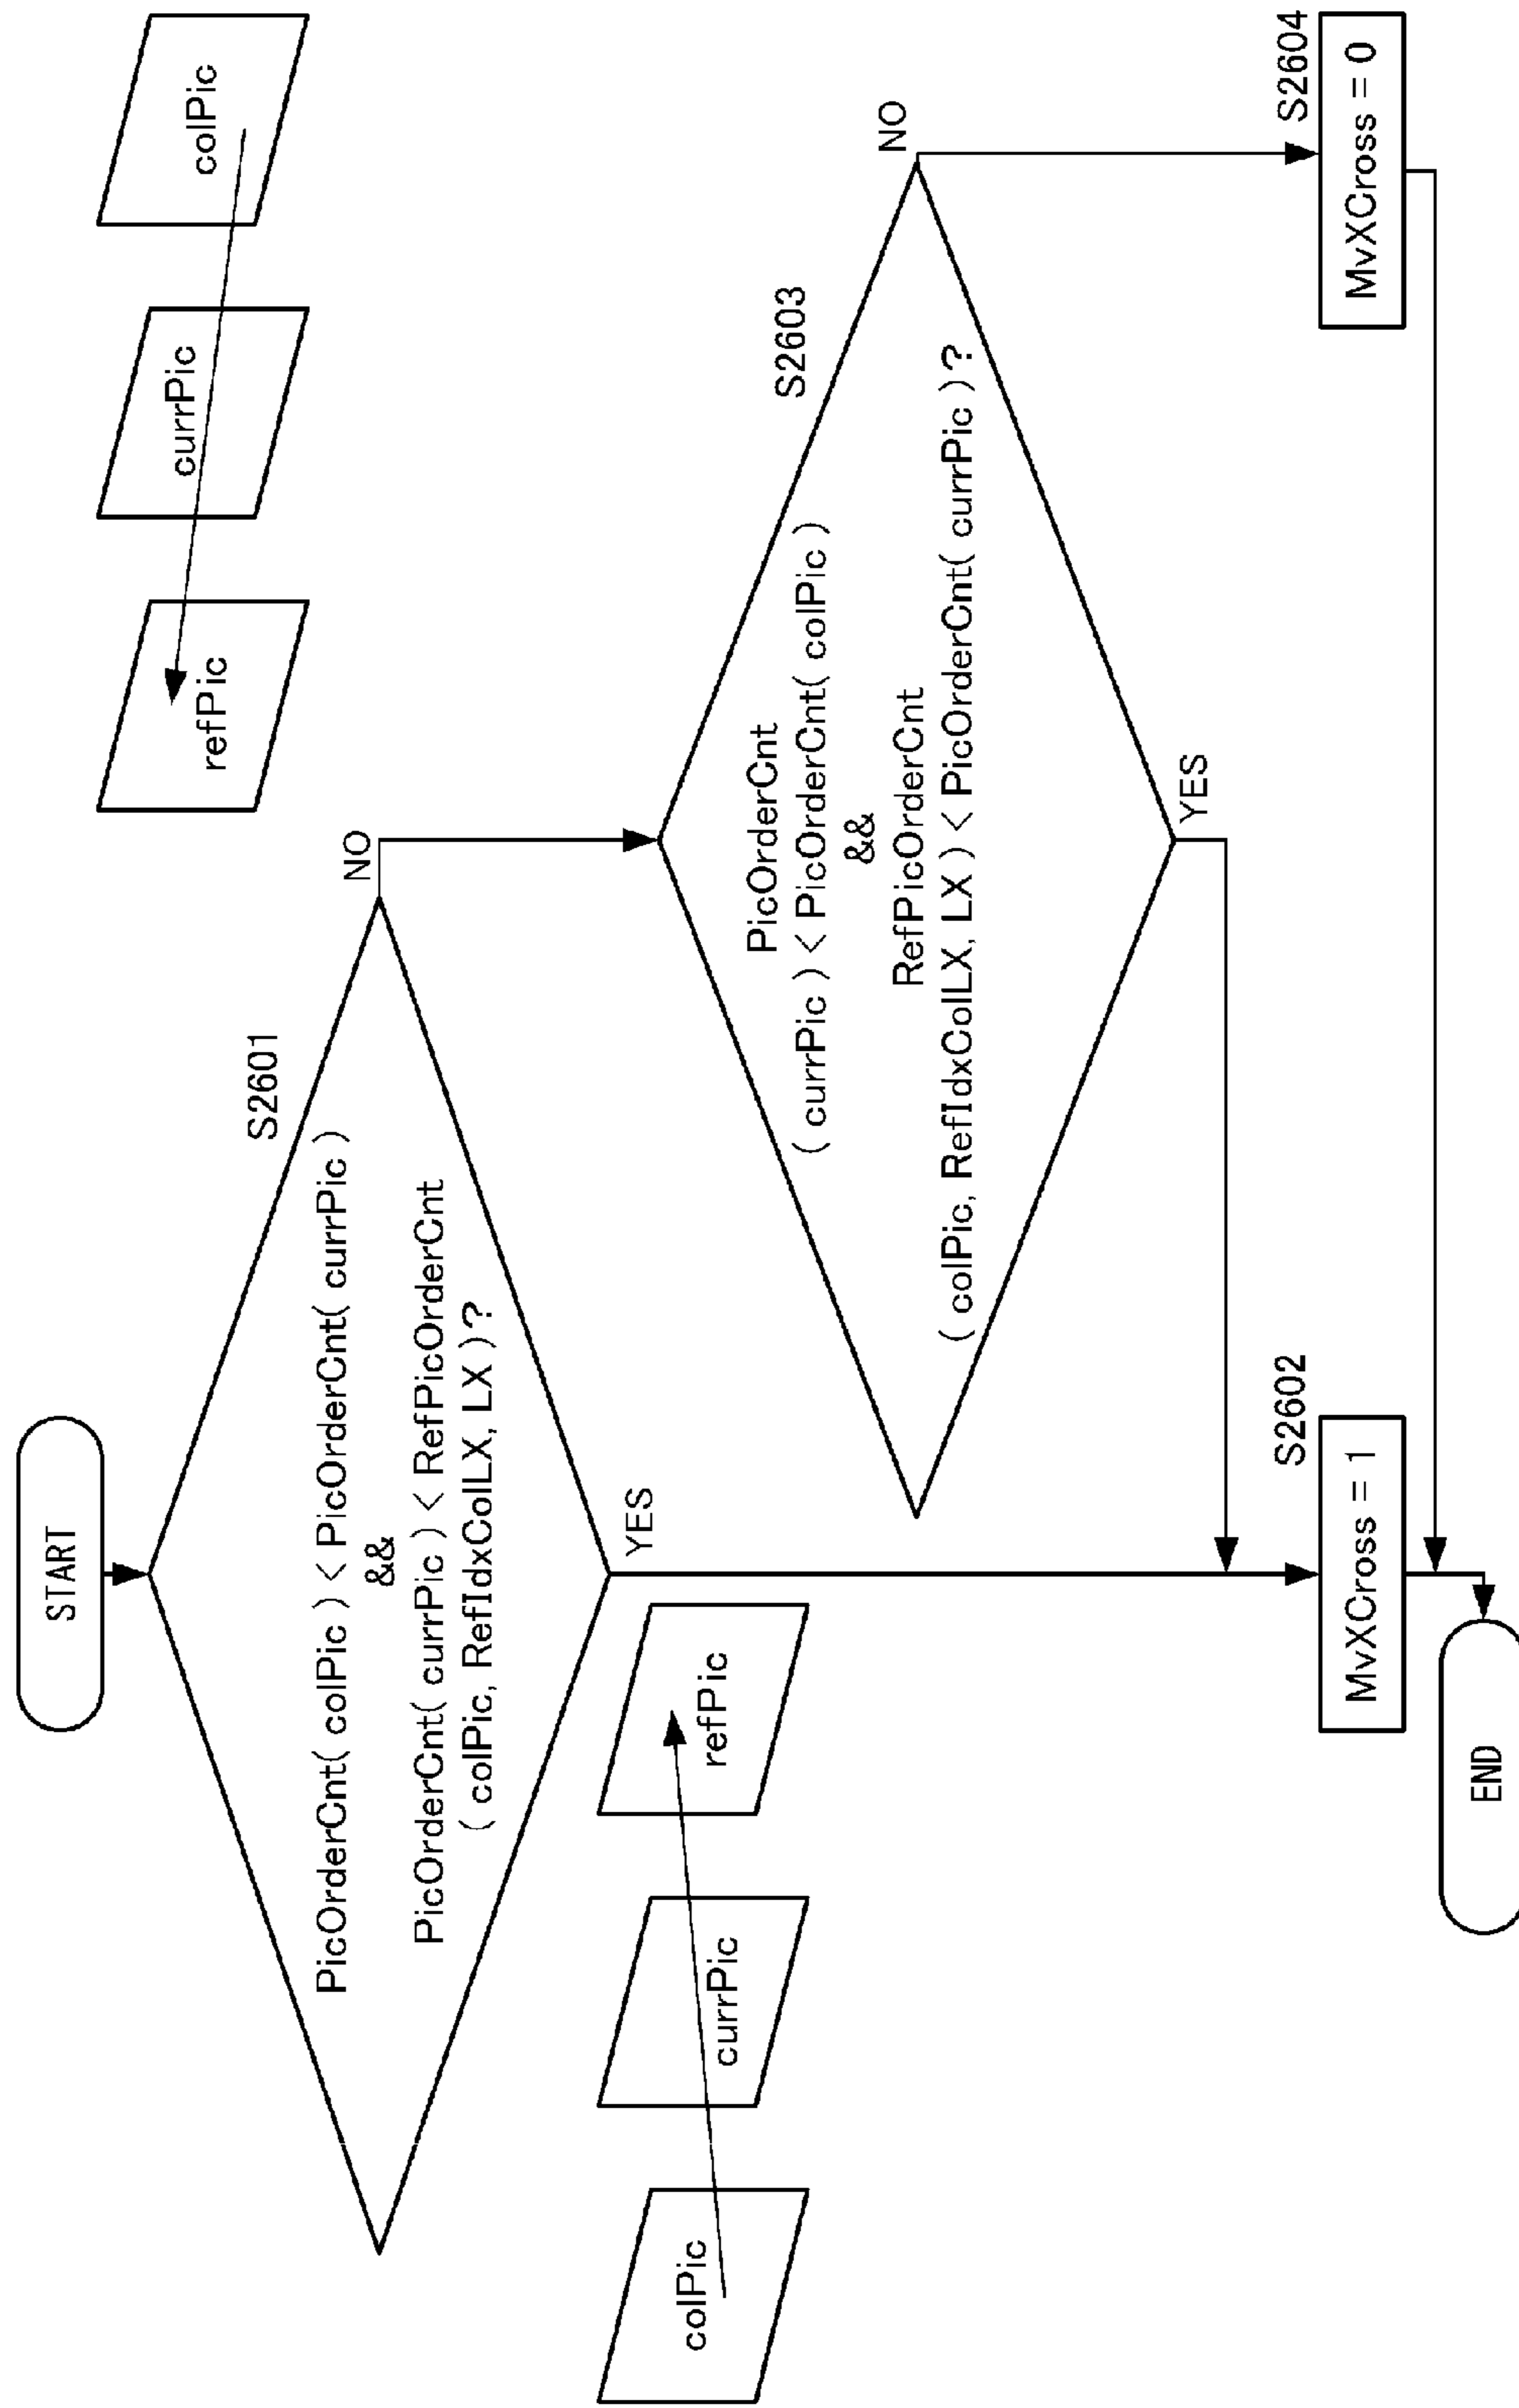 START
S2601
PicOrderCnt( colPic ) < PicOrderCnt( currPic )
&&
PicOrderCnt( currPic ) < RefPicOrderCnt
( colPic, RefIdxColLX, LX )?
NO
YES
refPic
currPic
colPic
colPic
currPic
refPic
S2603
PicOrderCnt
( currPic ) < PicOrderCnt( colPic )
&&
RefPicOrderCnt
( colPic, RefIdxColLX, LX ) < PicOrderCnt( currPic )?
NO
YES
S2602
MvXCross = 1
S2604
MvXCross = 0
END